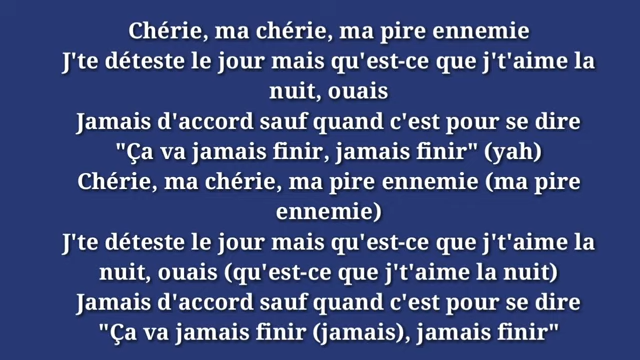 Chérie, ma chérie, ma pire ennemie
J'te déteste le jour mais qu'est-ce que j't'aime la
nuit, ouais
Jamais d'accord sauf quand c'est pour se dire
"Ça va jamais finir, jamais finir" (yah)
Chérie, ma chérie, ma pire ennemie (ma pire
ennemie)
J'te déteste le jour mais qu'est-ce que j't'aime la
nuit, ouais (qu'est-ce que j't'aime la nuit)
Jamais d'accord sauf quand c'est pour se dire
"Ça va jamais finir (jamais), jamais finir"